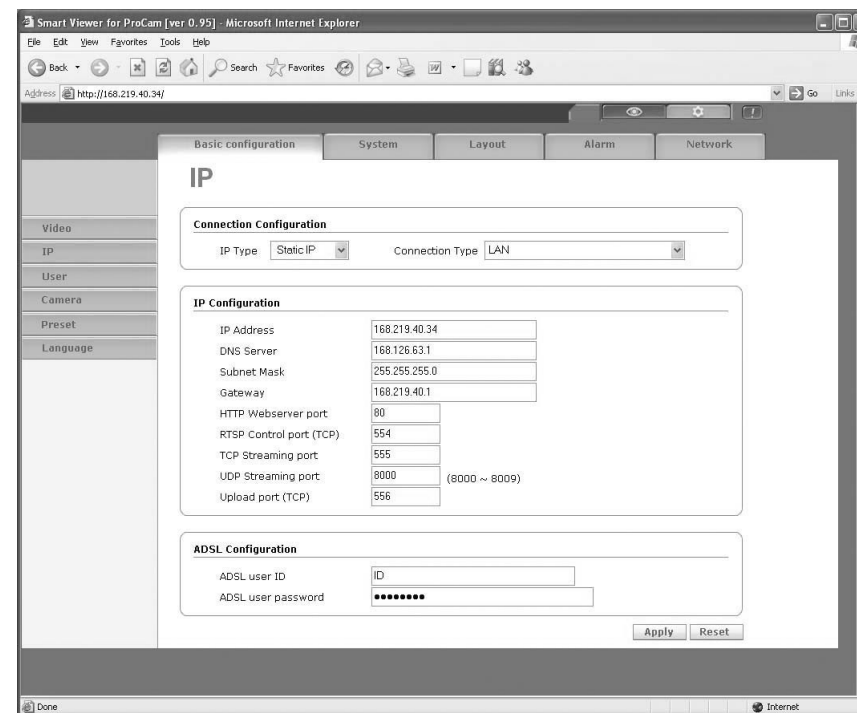 Smart Viewer for ProCam [ver 0.95] - Microsoft Internet Explorer
File Edit View Favorites Tools Help
Back Search Favorites
Address http://168.219.40.34/ Go Links
Basic configuration System Layout Alarm Network
IP
Video
IP
User
Camera
Preset
Language
Connection Configuration
IP Type Static IP Connection Type LAN
IP Configuration
IP Address 168.219.40.34
DNS Server 168.126.63.1
Subnet Mask 255.255.255.0
Gateway 168.219.40.1
HTTP Webserver port 80
RTSP Control port (TCP) 554
TCP Streaming port 555
UDP Streaming port 8000 (8000 ~ 8009)
Upload port (TCP) 556
ADSL Configuration
ADSL user ID ID
ADSL user password ••••••••
Apply Reset
Done Internet